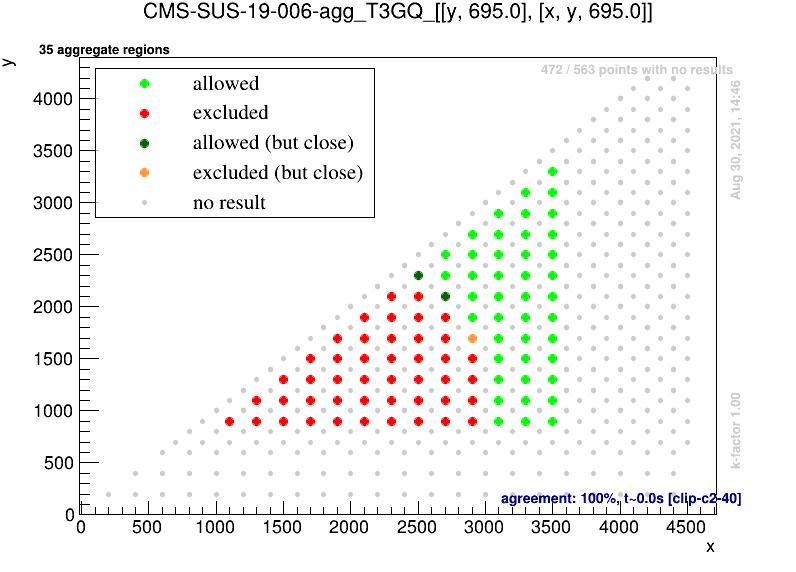 CMS-SUS-19-006-agg_T3GQ_[[y, 695.0], [x, y, 695.0]]
35 aggregate regions
y
472 / 563 points with no results
allowed
excluded
allowed (but close)
excluded (but close)
no result
Aug 30, 2021, 14:46
k-factor 1.00
4000
3500
3000
2500
2000
1500
1000
500
0
agreement: 100%, t~0.0s [clip-c2-40]
0 500 1000 1500 2000 2500 3000 3500 4000 4500
x